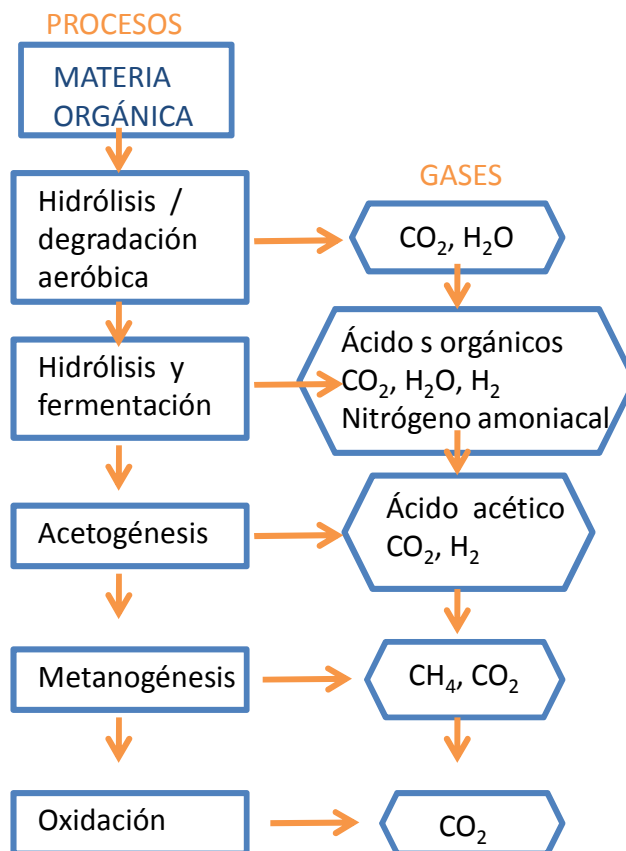 PROCESOS
MATERIA
ORGÁNICA
Hidrólisis /
degradación
aeróbica
GASES
CO₂, H₂O
Hidrólisis y
fermentación
Ácido s orgánicos
CO₂, H₂O, H₂
Nitrógeno amoniacal
Acetogénesis
Ácido acético
CO₂, H₂
Metanogénesis
CH₄, CO₂
Oxidación
CO₂